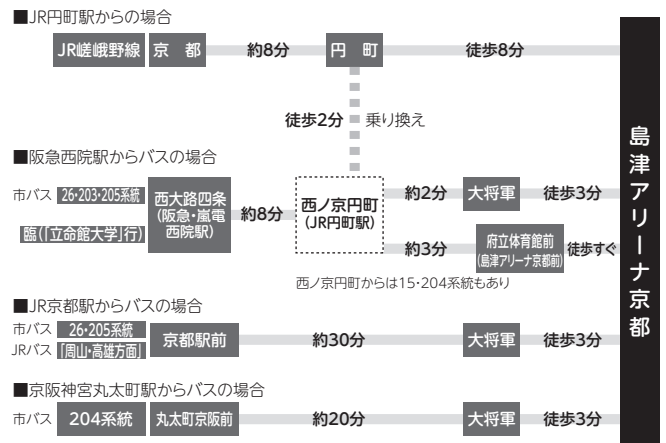 ■JR円町駅からの場合
JR嵯峨野線 京 都 約8分 円 町 徒歩8分
徒歩2分 乗り換え
■阪急西院駅からバスの場合
市バス 26・203・205系統
臨(「立命館大学」行)
西大路四条
(阪急・嵐電
西院駅)
約8分
西ノ京円町
(JR円町駅)
約2分 大将軍 徒歩3分
約3分 府立体育館前
(島津アリーナ京都前)
徒歩すぐ
西ノ京円町からは15・204系統もあり
■JR京都駅からバスの場合
市バス 26・205系統
JRバス 「周山・高雄方面」
京都駅前 約30分 大将軍 徒歩3分
■京阪神宮丸太町駅からバスの場合
市バス 204系統 丸太町京阪前 約20分 大将軍 徒歩3分
島津アリーナ京都